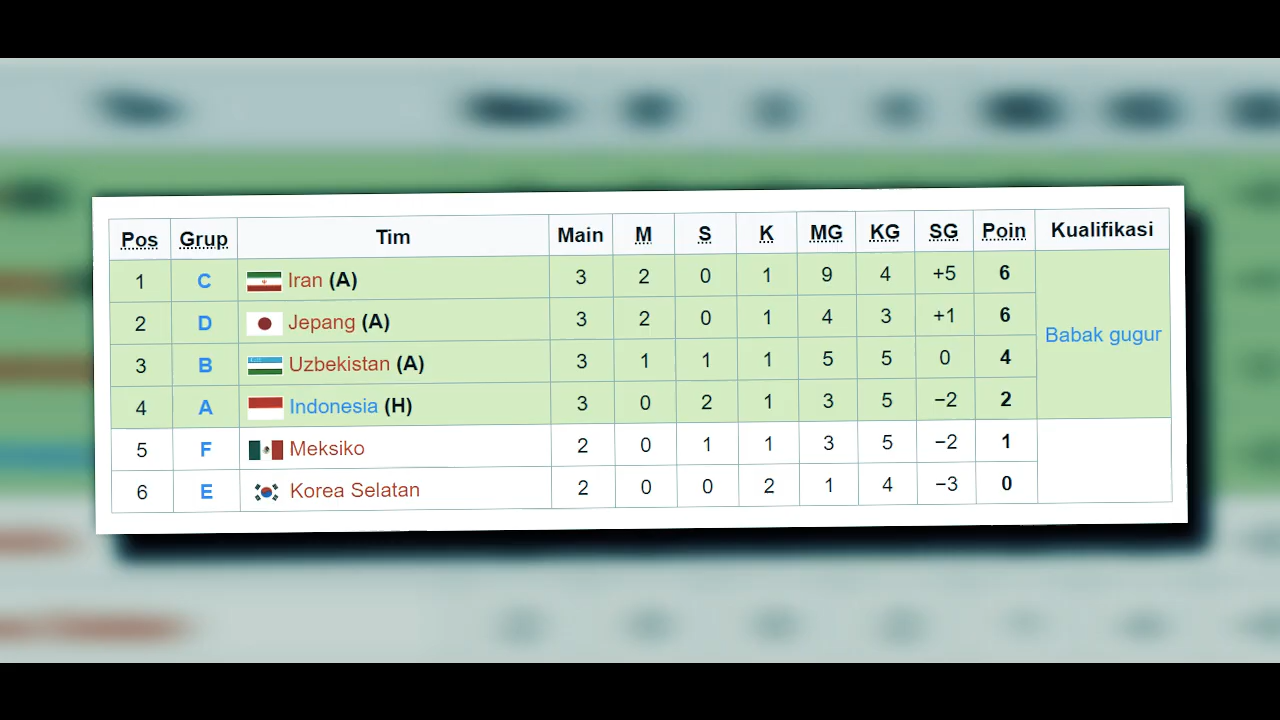 Pos Grup Tim Main M S K MG KG SG Poin Kualifikasi
1 C Iran (A) 3 2 0 1 9 4 +5 6 Babak gugur
2 D Jepang (A) 3 2 0 1 4 3 +1 6
3 B Uzbekistan (A) 3 1 1 1 5 5 0 4
4 A Indonesia (H) 3 0 2 1 3 5 −2 2
5 F Meksiko 2 0 1 1 3 5 −2 1
6 E Korea Selatan 2 0 0 2 1 4 −3 0